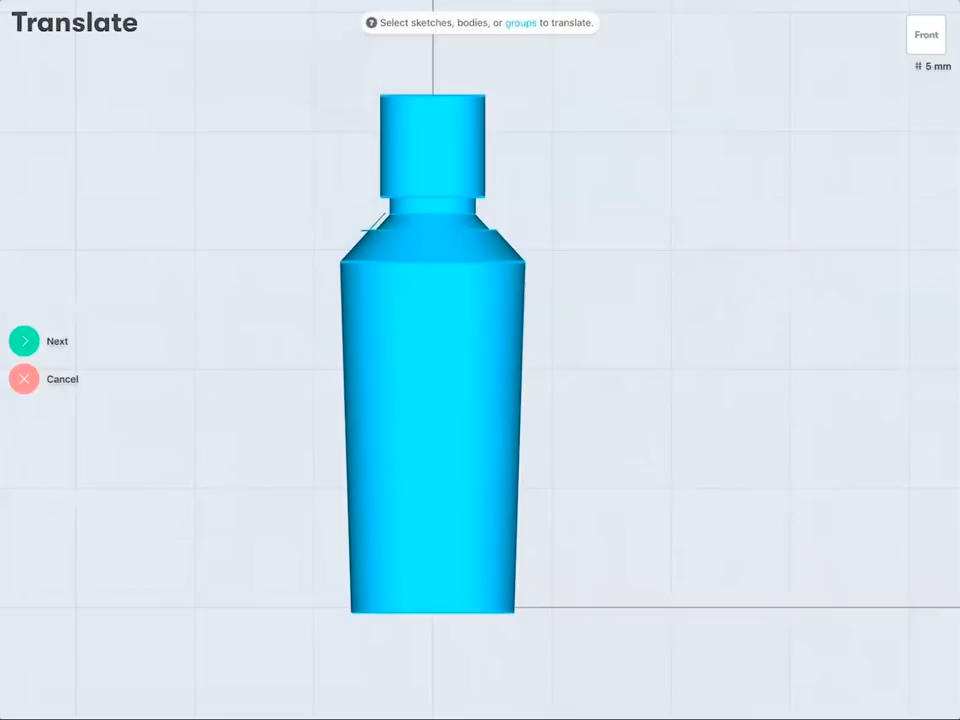 Translate
? Select sketches, bodies, or groups to translate.
Front
# 5 mm
Next
Cancel